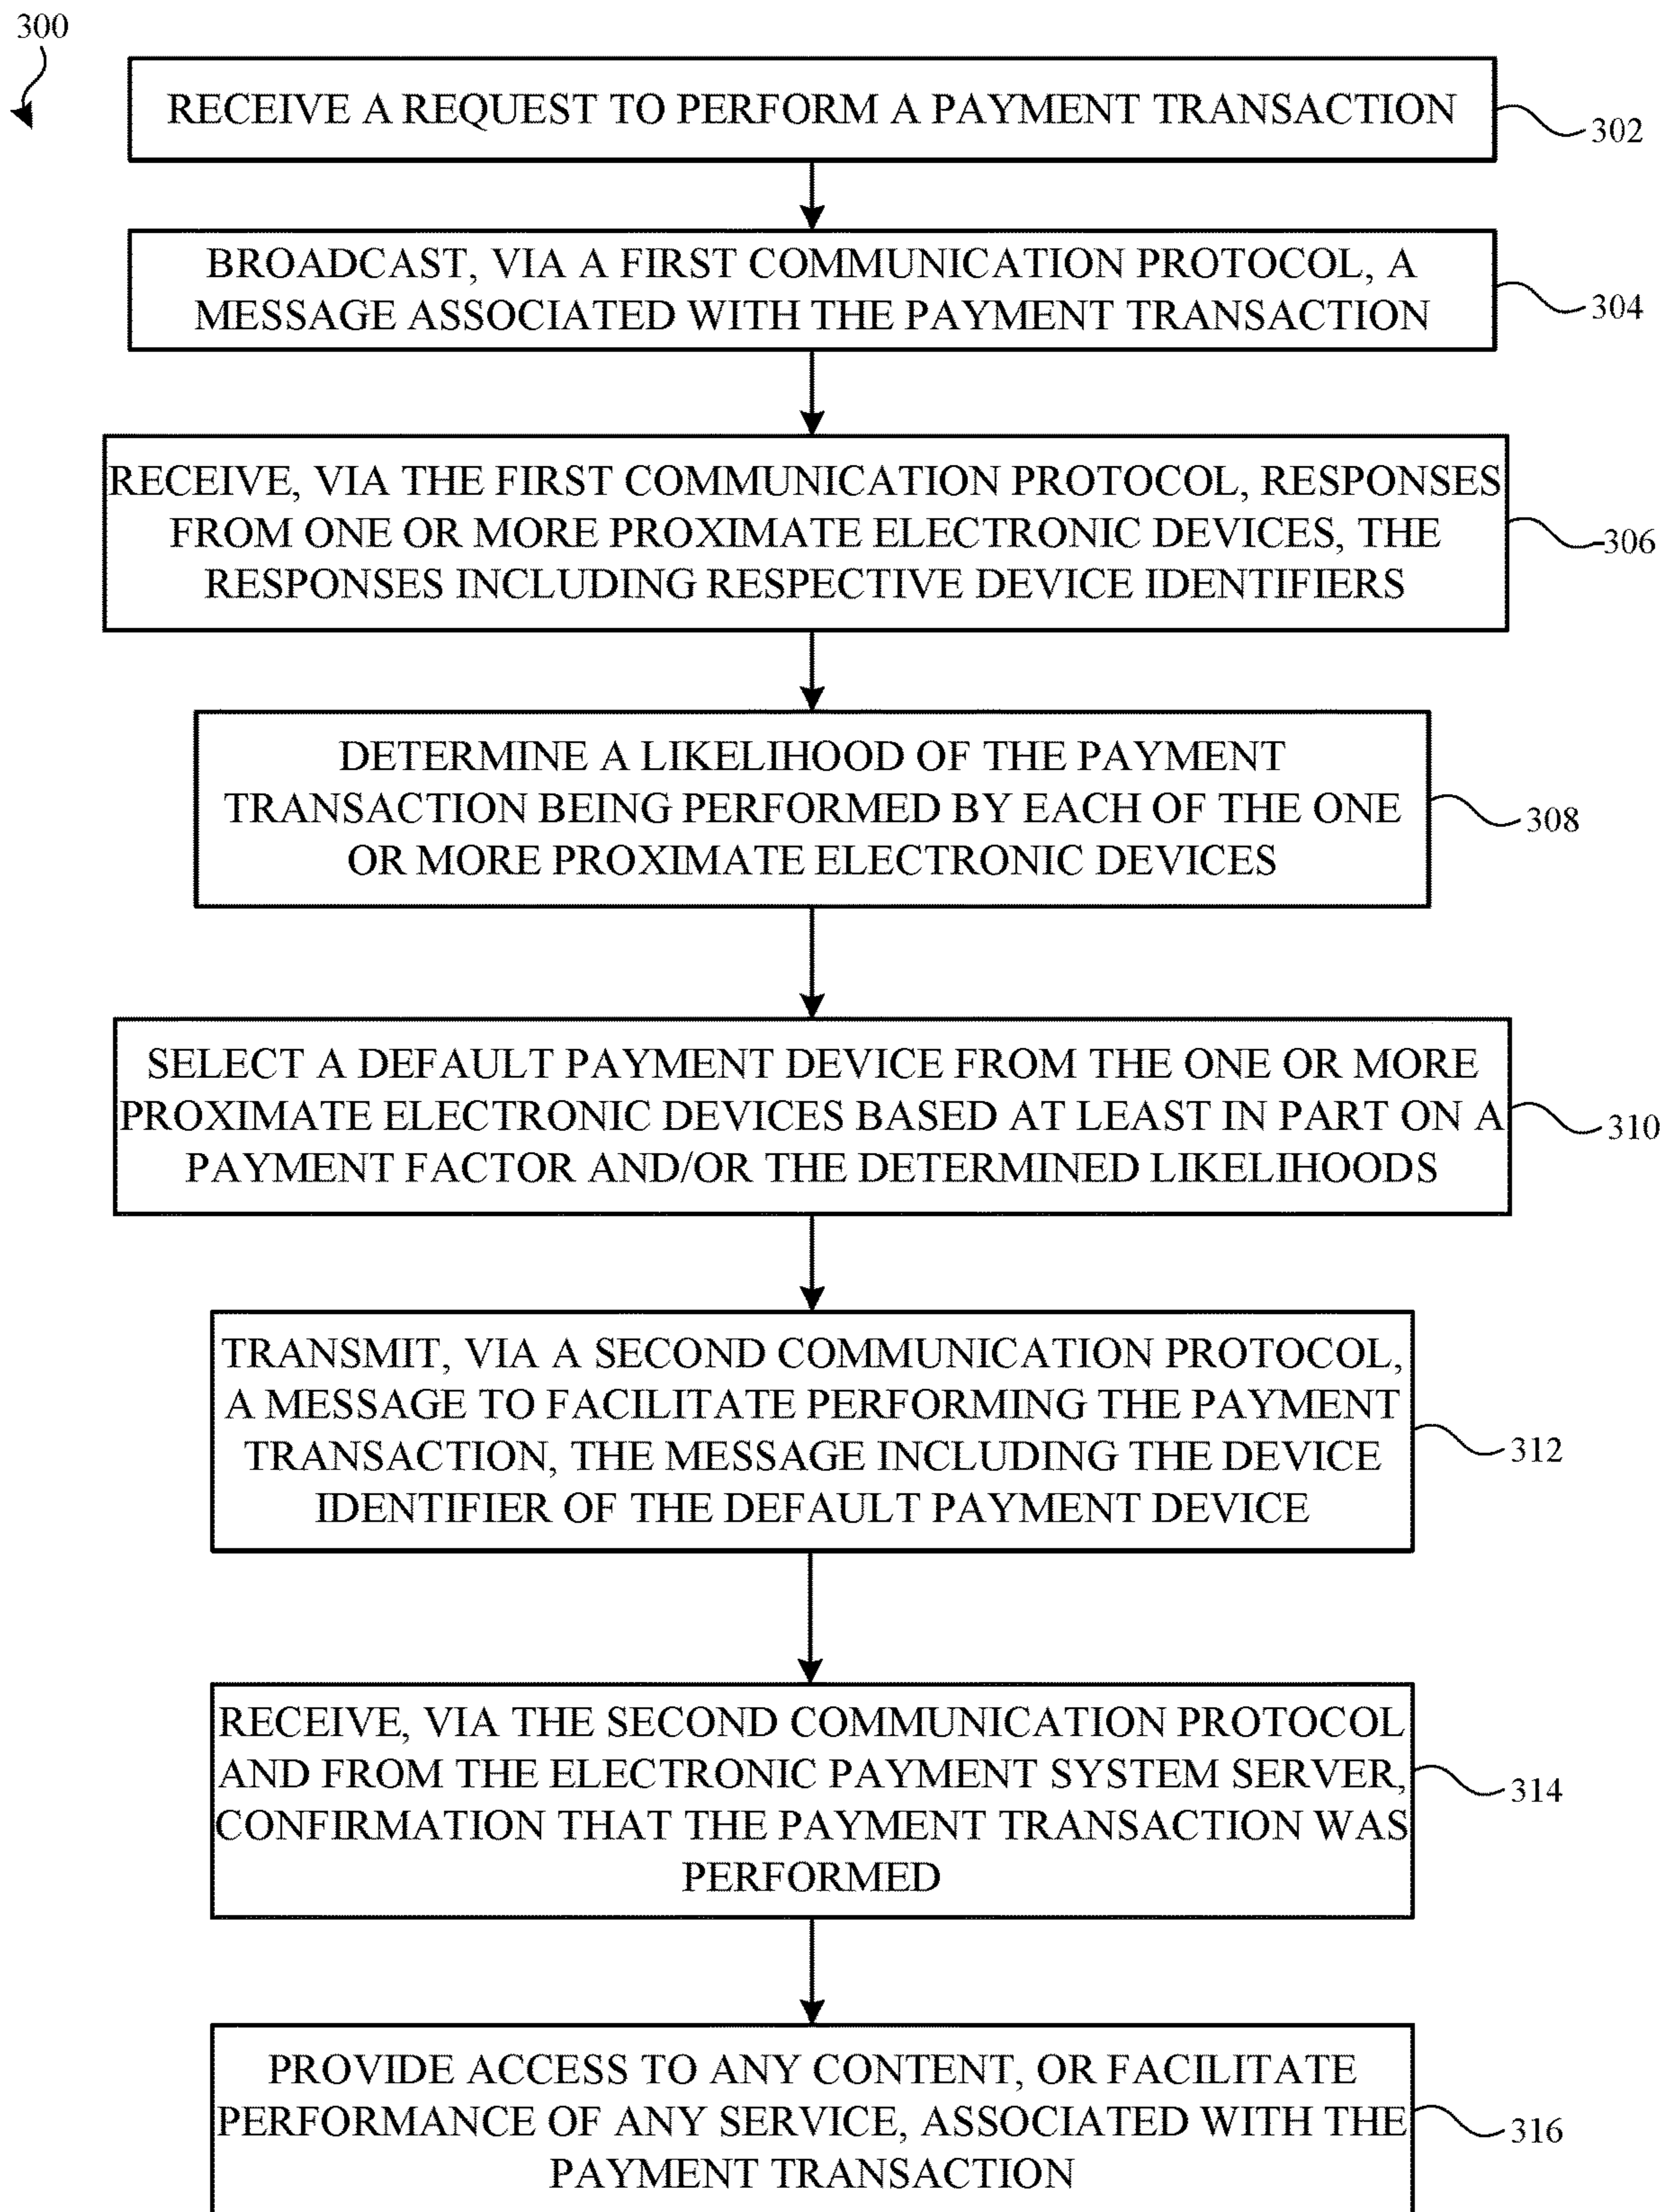 300
RECEIVE A REQUEST TO PERFORM A PAYMENT TRANSACTION
302
BROADCAST, VIA A FIRST COMMUNICATION PROTOCOL, A
MESSAGE ASSOCIATED WITH THE PAYMENT TRANSACTION
304
RECEIVE, VIA THE FIRST COMMUNICATION PROTOCOL, RESPONSES
FROM ONE OR MORE PROXIMATE ELECTRONIC DEVICES, THE
RESPONSES INCLUDING RESPECTIVE DEVICE IDENTIFIERS
306
DETERMINE A LIKELIHOOD OF THE PAYMENT
TRANSACTION BEING PERFORMED BY EACH OF THE ONE
OR MORE PROXIMATE ELECTRONIC DEVICES
308
SELECT A DEFAULT PAYMENT DEVICE FROM THE ONE OR MORE
PROXIMATE ELECTRONIC DEVICES BASED AT LEAST IN PART ON A
PAYMENT FACTOR AND/OR THE DETERMINED LIKELIHOODS
310
TRANSMIT, VIA A SECOND COMMUNICATION PROTOCOL,
A MESSAGE TO FACILITATE PERFORMING THE PAYMENT
TRANSACTION, THE MESSAGE INCLUDING THE DEVICE
IDENTIFIER OF THE DEFAULT PAYMENT DEVICE
312
RECEIVE, VIA THE SECOND COMMUNICATION PROTOCOL
AND FROM THE ELECTRONIC PAYMENT SYSTEM SERVER,
CONFIRMATION THAT THE PAYMENT TRANSACTION WAS
PERFORMED
314
PROVIDE ACCESS TO ANY CONTENT, OR FACILITATE
PERFORMANCE OF ANY SERVICE, ASSOCIATED WITH THE
PAYMENT TRANSACTION
316